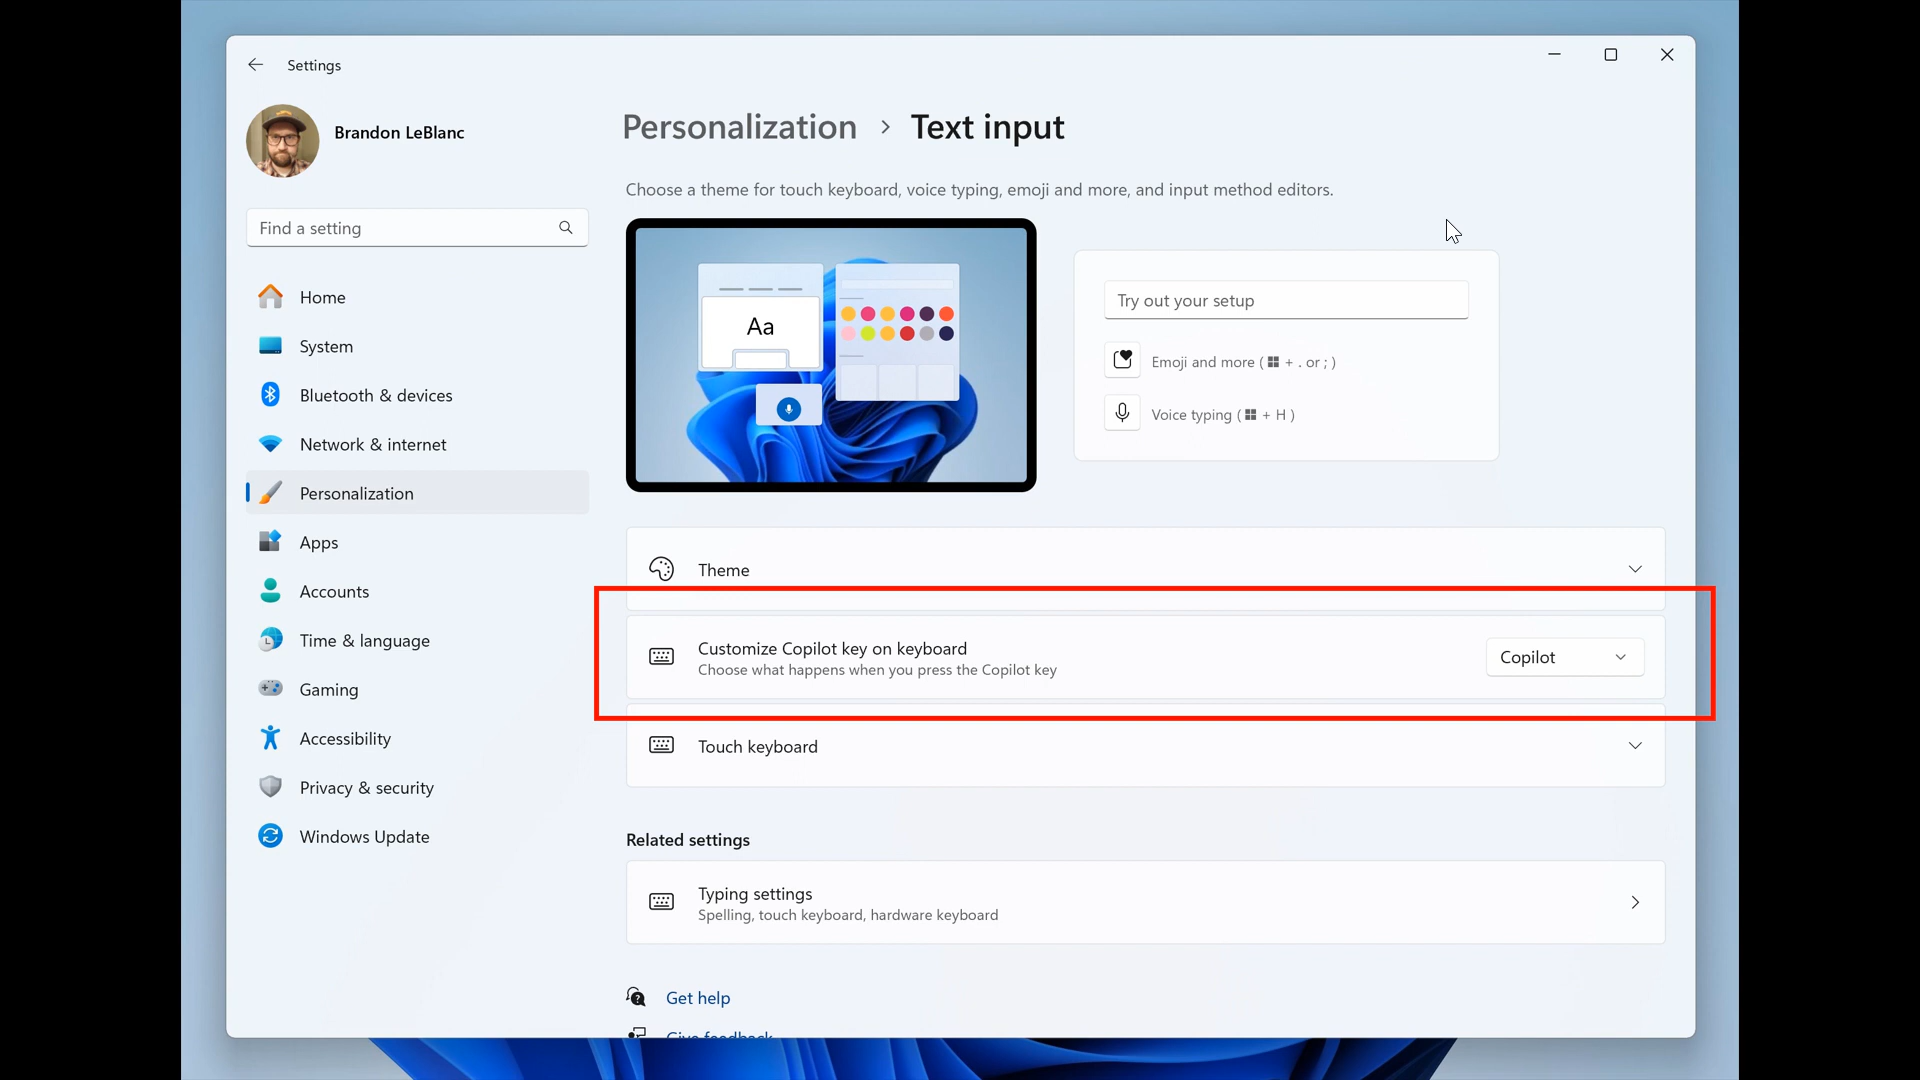 Settings
Brandon LeBlanc
Find a setting
Home
System
Bluetooth & devices
Network & internet
Personalization
Apps
Accounts
Time & language
Gaming
Accessibility
Privacy & security
Windows Update
Personalization > Text input
Choose a theme for touch keyboard, voice typing, emoji and more, and input method editors.
Aa
Try out your setup
Emoji and more ( + . or ; )
Voice typing ( + H )
Theme
Customize Copilot key on keyboard
Choose what happens when you press the Copilot key
Copilot
Touch keyboard
Related settings
Typing settings
Spelling, touch keyboard, hardware keyboard
Get help
Give feedback